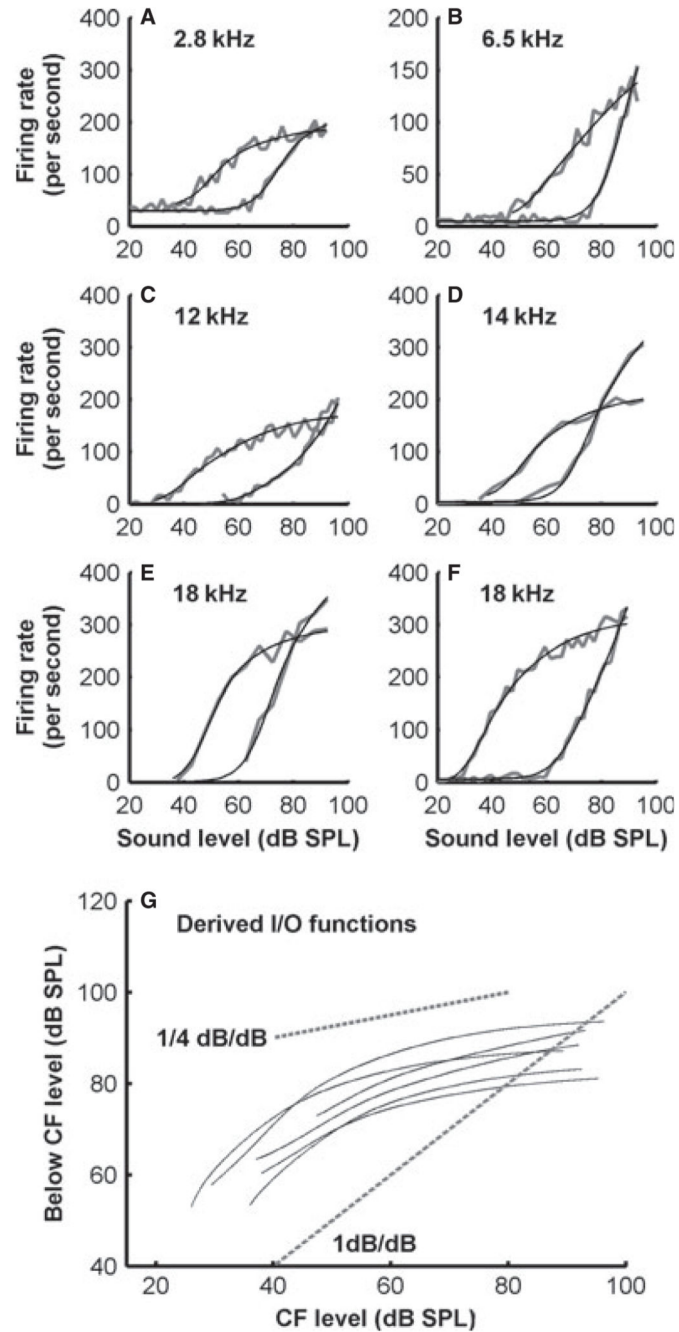 A
2.8 kHz
B
6.5 kHz
Firing rate
(per second)
400
300
200
100
0
20 40 60 80 100
200
150
100
50
0
20 40 60 80 100
C
12 kHz
D
14 kHz
Firing rate
(per second)
400
300
200
100
0
20 40 60 80 100
400
300
200
100
0
20 40 60 80 100
E
18 kHz
F
18 kHz
Firing rate
(per second)
400
300
200
100
0
20 40 60 80 100
400
300
200
100
0
20 40 60 80 100
Sound level (dB SPL)
Sound level (dB SPL)
G
Derived I/O functions
Below CF level (dB SPL)
120
100
80
60
40
1/4 dB/dB
1dB/dB
20 40 60 80 100
CF level (dB SPL)